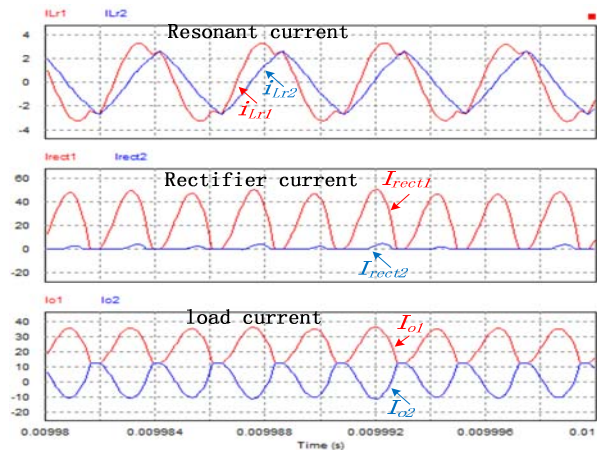 ILr1 ILr2
Resonant current
4
2
0
-2
-4
iLr1
iLr2
Irect1 Irect2
Rectifier current
Irect1
60
40
20
0
-20
Irect2
Io1 Io2
load current
Io1
40
30
20
10
0
-10
-20
Io2
0.00998 0.009984 0.009988 0.009992 0.009996 0.01
Time (s)